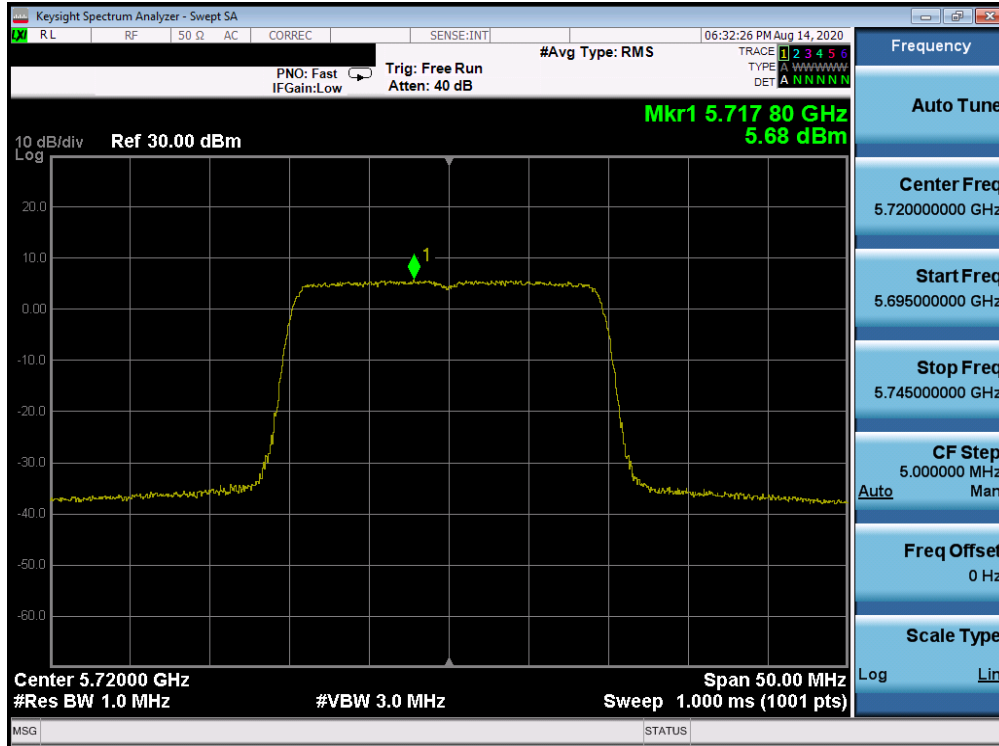 Keysight Spectrum Analyzer - Swept SA
LXI RL RF 50 Ω AC CORREC SENSE:INT 06:32:26 PM Aug 14, 2020
#Avg Type: RMS
TRACE 1 2 3 4 5 6
PNO: Fast Trig: Free Run
TYPE A WWWWW
IFGain:Low Atten: 40 dB
DET A N N N N N
Mkr1 5.717 80 GHz
5.68 dBm
10 dB/div Ref 30.00 dBm
Log
1
20.0
10.0
0.00
-10.0
-20.0
-30.0
-40.0
-50.0
-60.0
Center 5.72000 GHz Span 50.00 MHz
#Res BW 1.0 MHz #VBW 3.0 MHz Sweep 1.000 ms (1001 pts)
MSG STATUS
Frequency
Auto Tune
Center Freq
5.720000000 GHz
Start Freq
5.695000000 GHz
Stop Freq
5.745000000 GHz
CF Step
5.000000 MHz
Auto Man
Freq Offset
0 Hz
Scale Type
Log Lin